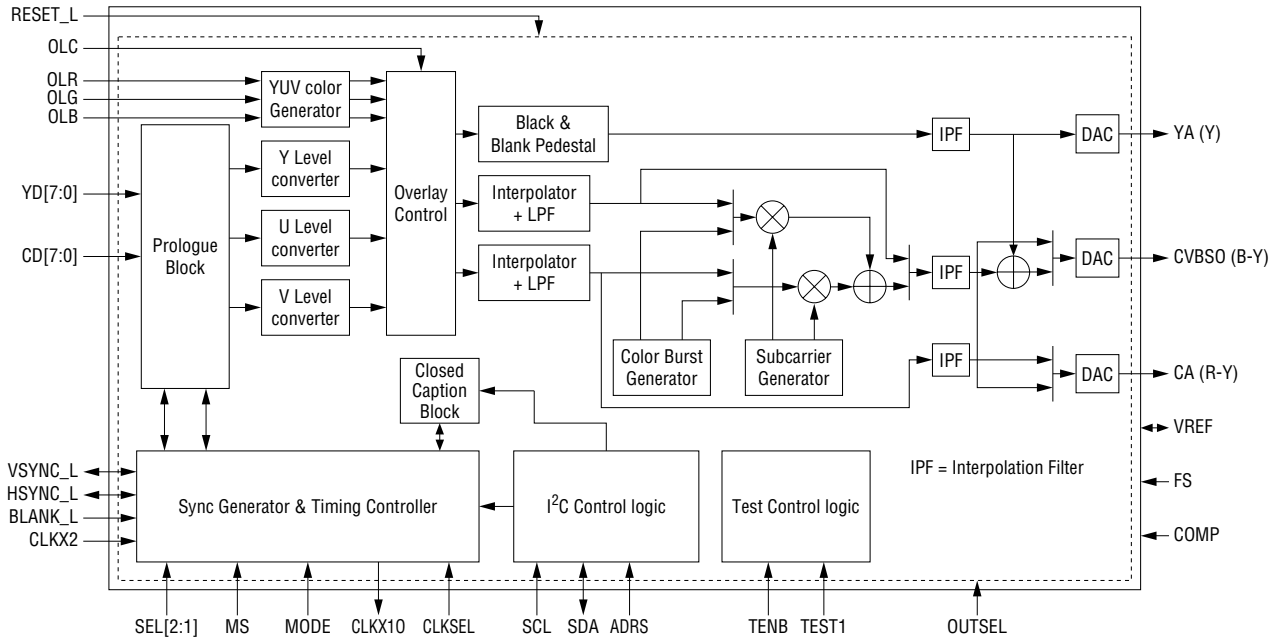 RESET_L
OLC
OLR
OLG
OLB
YUV color
Generator
Y Level
converter
U Level
converter
V Level
converter
Overlay
Control
Black &
Blank Pedestal
Interpolator
+ LPF
Interpolator
+ LPF
IPF
DAC
YA (Y)
YD[7:0]
CD[7:0]
Prologue
Block
IPF
DAC
CVBSO (B-Y)
Color Burst
Generator
Subcarrier
Generator
IPF
DAC
CA (R-Y)
Closed
Caption
Block
VREF
FS
COMP
IPF = Interpolation Filter
VSYNC_L
HSYNC_L
BLANK_L
CLKX2
Sync Generator & Timing Controller
I²C Control logic
Test Control logic
SEL[2:1]
MS
MODE
CLKX10
CLKSEL
SCL
SDA
ADRS
TENB
TEST1
OUTSEL